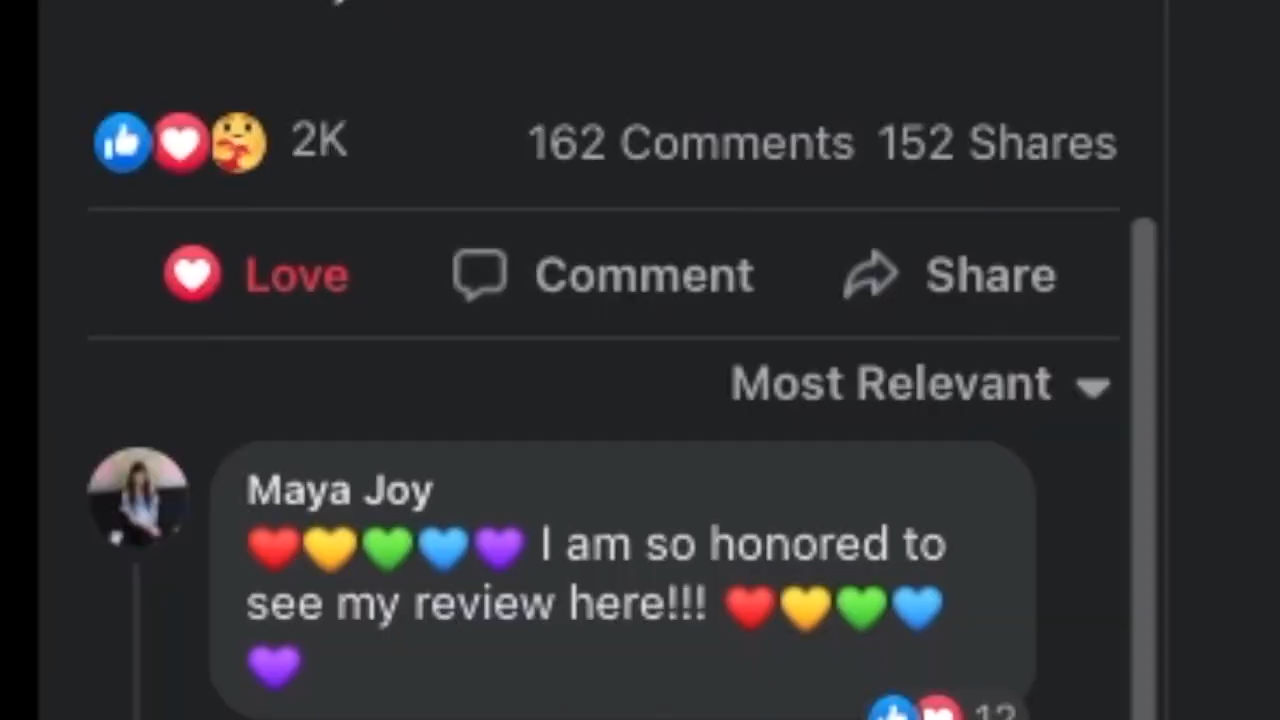 2K 162 Comments 152 Shares
Love Comment Share
Most Relevant
Maya Joy
❤️💛💚💙💜 I am so honored to
see my review here!!! ❤️💛💚💙
💜
12